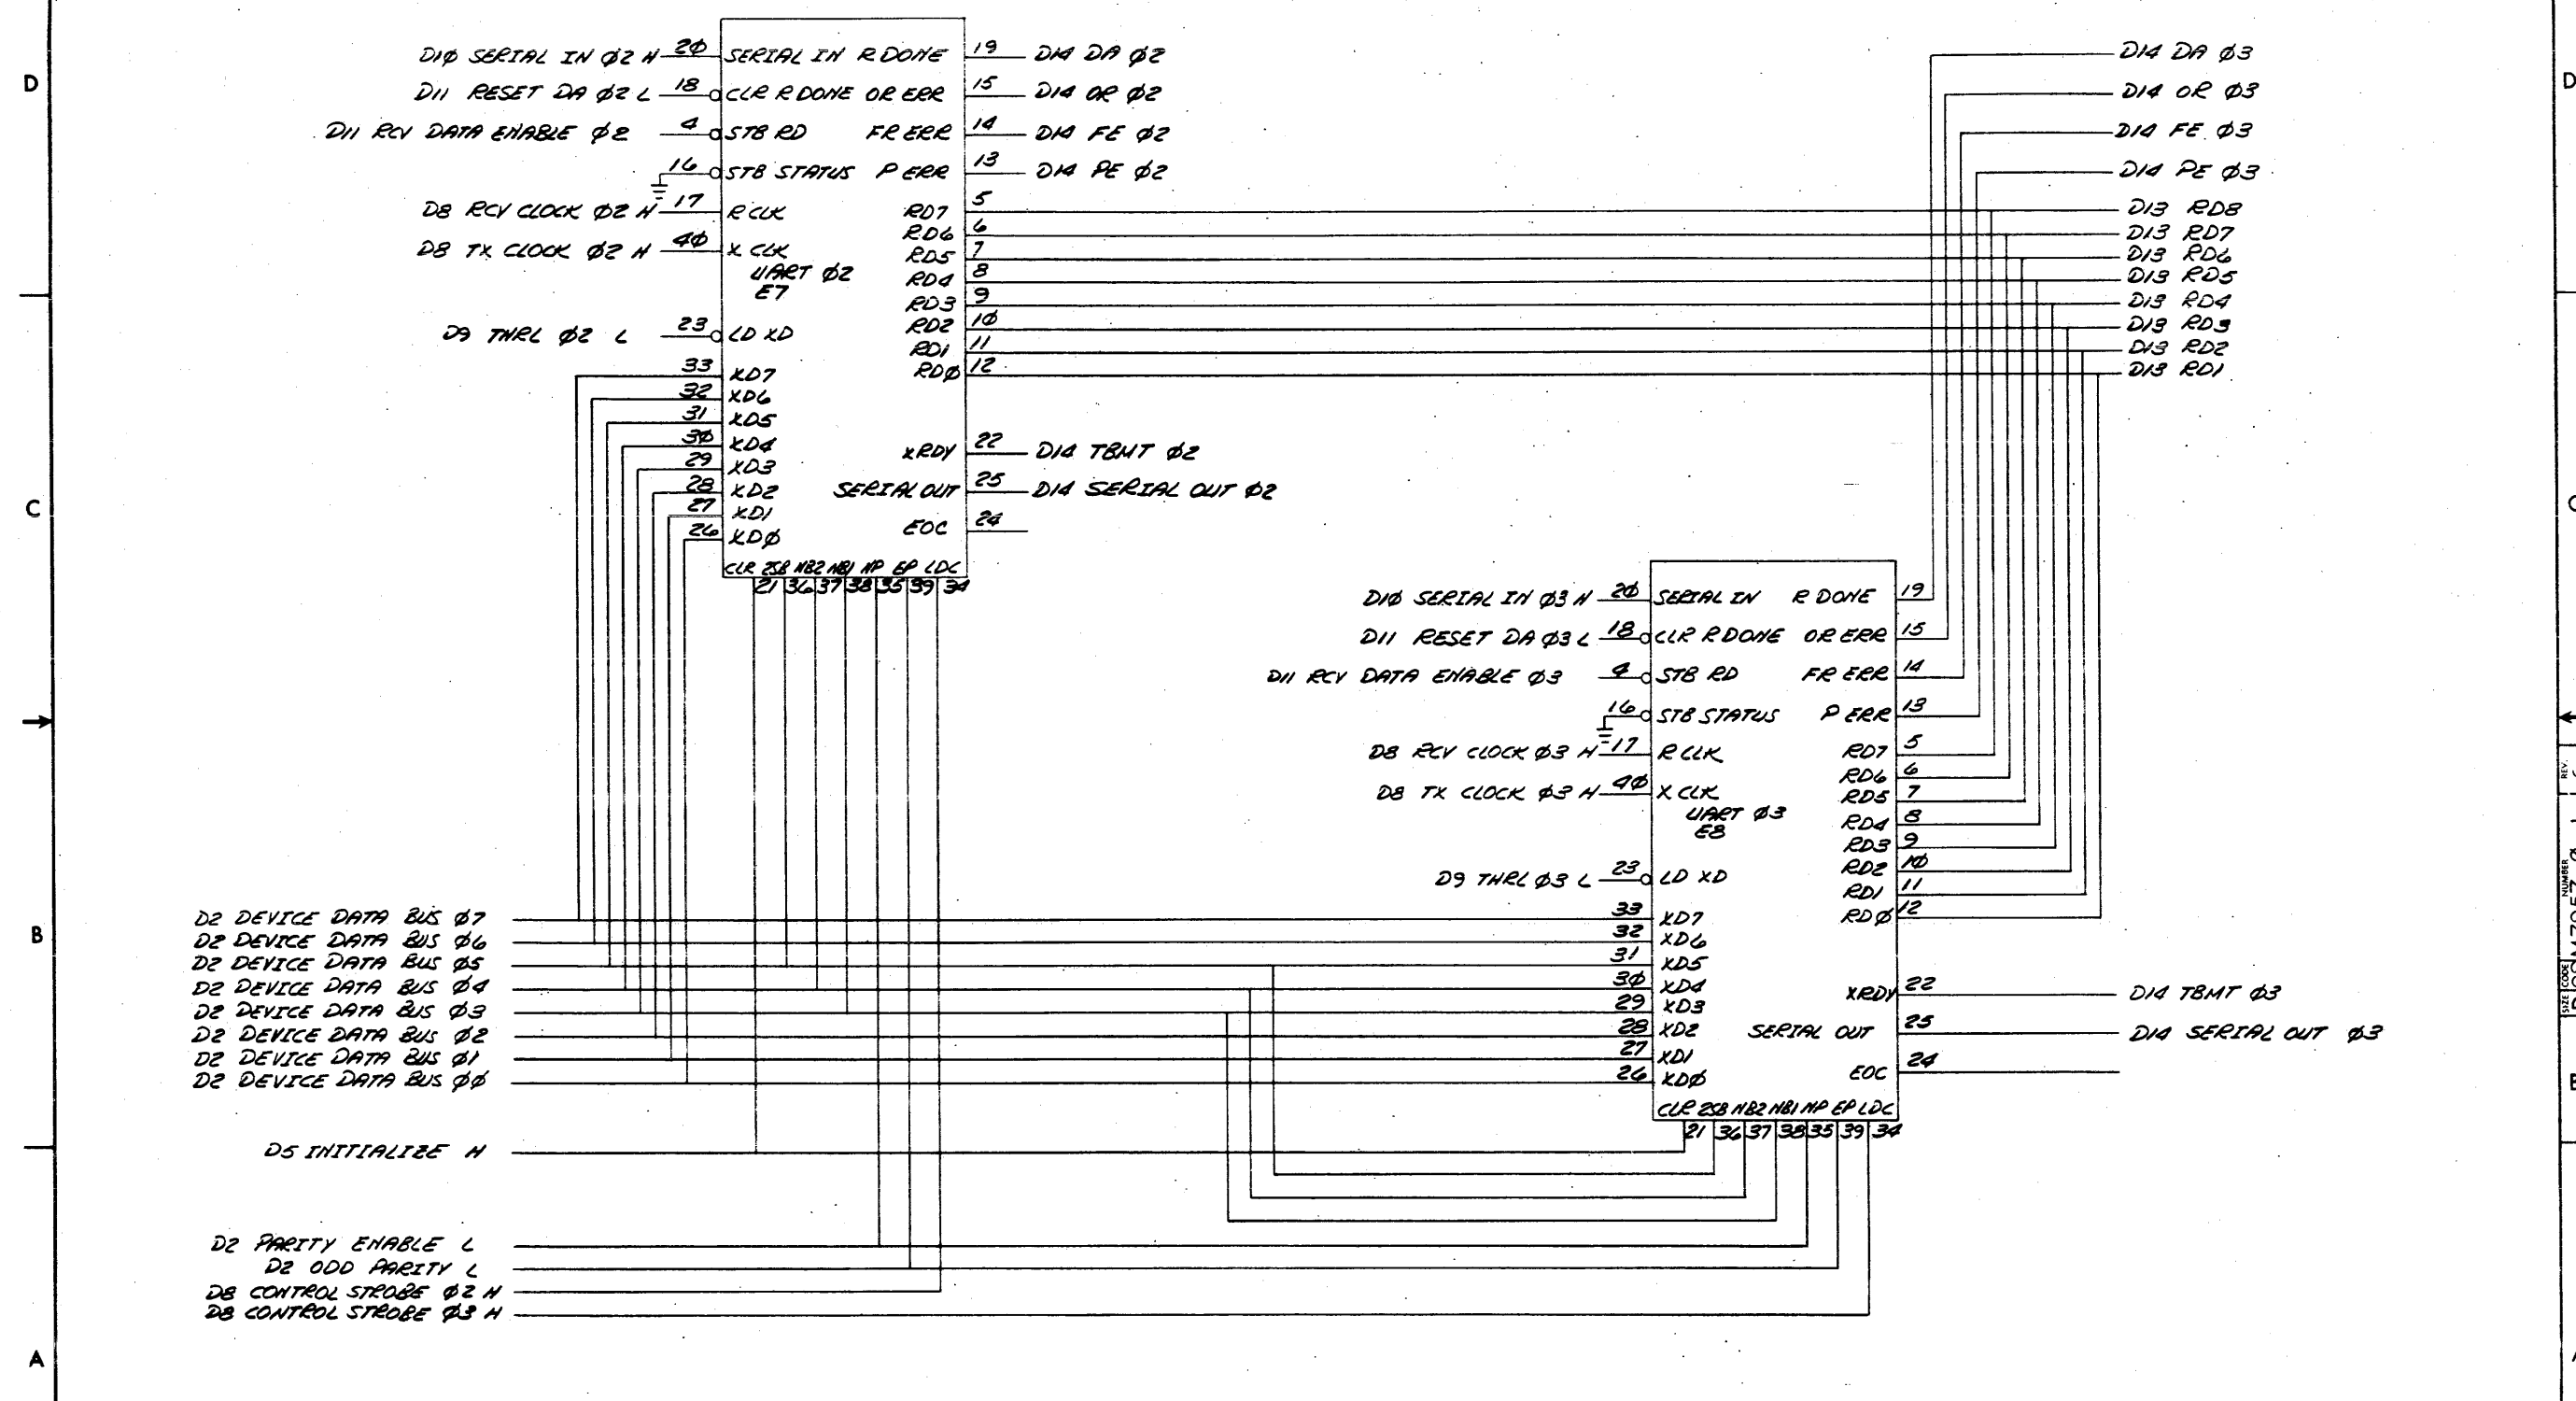 D
D
DIØ SERIAL IN Ø2 H 2Ø SERIAL IN R DONE 19 D14 DA Ø2
D11 RESET DA Ø2 L 18 CLR R DONE OR ERR 15 D14 OR Ø2
D11 RCV DATA ENABLE Ø2 4 STB RD FR ERR 14 D14 FE Ø2
16 STB STATUS P ERR 13 D14 PE Ø2
D8 RCV CLOCK Ø2 H 17 R CLK RD7 5
RD6 6
D8 TX CLOCK Ø2 H 4Ø X CLK RD5 7
UART Ø2 RD4 8
E7
RD3 9
RD2 1Ø
D9 THRL Ø2 L 23 LD XD RD1 11
RDØ 12
33 XD7
32 XD6
31 XD5
3Ø XD4 XRDY 22 D14 TBMT Ø2
29 XD3
28 XD2 SERIAL OUT 25 D14 SERIAL OUT Ø2
27 XD1
26 XDØ EOC 24
CLR 2SB NB2 NB1 NP EP LDC
21 36 37 38 35 39 34
D14 DA Ø3
D14 OR Ø3
D14 FE Ø3
D14 PE Ø3
D13 RD8
D13 RD7
D13 RD6
D13 RD5
D13 RD4
D13 RD3
D13 RD2
D13 RD1
C
DIØ SERIAL IN Ø3 H 2Ø SERIAL IN R DONE 19
D11 RESET DA Ø3 L 18 CLR R DONE OR ERR 15
D11 RCV DATA ENABLE Ø3 4 STB RD FR ERR 14
16 STB STATUS P ERR 13
D8 RCV CLOCK Ø3 H 17 R CLK RD7 5
RD6 6
D8 TX CLOCK Ø3 H 4Ø X CLK RD5 7
UART Ø3 RD4 8
E8
RD3 9
RD2 1Ø
D9 THRL Ø3 L 23 LD XD RD1 11
RDØ 12
33 XD7
32 XD6
31 XD5
3Ø XD4 XRDY 22 D14 TBMT Ø3
29 XD3
28 XD2 SERIAL OUT 25 D14 SERIAL OUT Ø3
27 XD1
26 XDØ EOC 24
CLR 2SB NB2 NB1 NP EP LDC
21 36 37 38 35 39 34
B
D2 DEVICE DATA BUS Ø7
D2 DEVICE DATA BUS Ø6
D2 DEVICE DATA BUS Ø5
D2 DEVICE DATA BUS Ø4
D2 DEVICE DATA BUS Ø3
D2 DEVICE DATA BUS Ø2
D2 DEVICE DATA BUS Ø1
D2 DEVICE DATA BUS ØØ
D5 INITIALIZE H
D2 PARITY ENABLE L
D2 ODD PARITY L
D8 CONTROL STROBE Ø2 H
D8 CONTROL STROBE Ø3 H
A
REV.
NUMBER
SIZE CODE